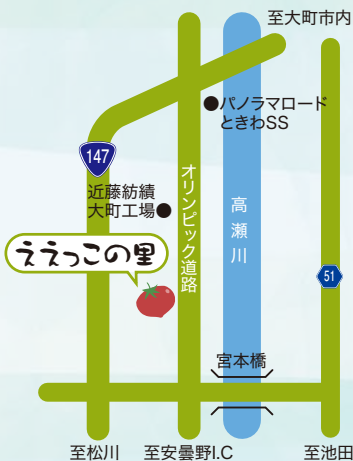 至大町市内
●パノラマロード
ときわSS
147
近藤紡績
大町工場●
オリンピック道路
高瀬川
ええっこの里
51
宮本橋
至松川
至安曇野I.C
至池田